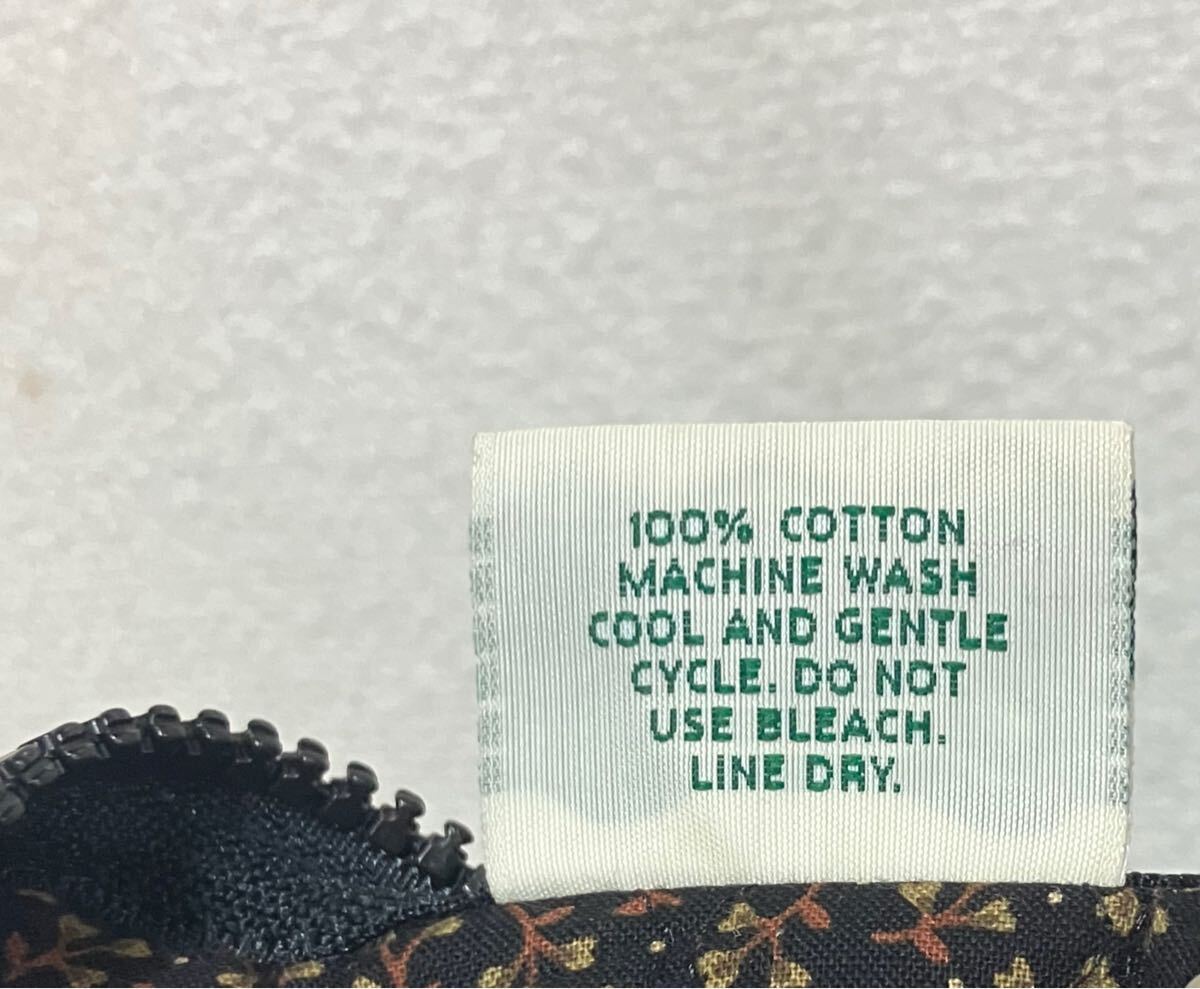 100% COTTON
MACHINE WASH
COOL AND GENTLE
CYCLE. DO NOT
USE BLEACH.
LINE DRY.